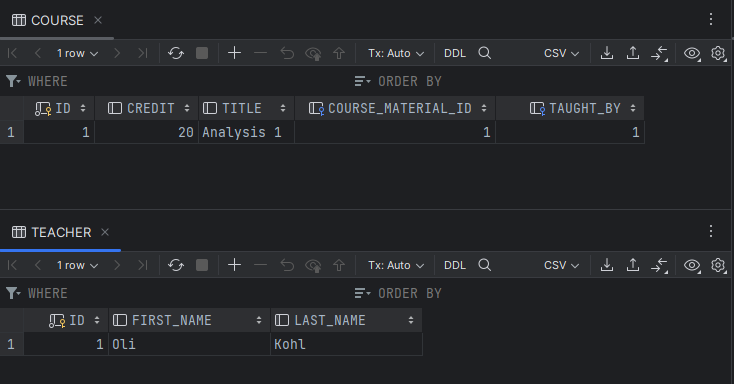 COURSE
1 row Tx: Auto DDL CSV
WHERE ORDER BY
ID CREDIT TITLE COURSE_MATERIAL_ID TAUGHT_BY
1 1 20 Analysis 1 1 1
TEACHER
1 row Tx: Auto DDL CSV
WHERE ORDER BY
ID FIRST_NAME LAST_NAME
1 1 Oli Kohl